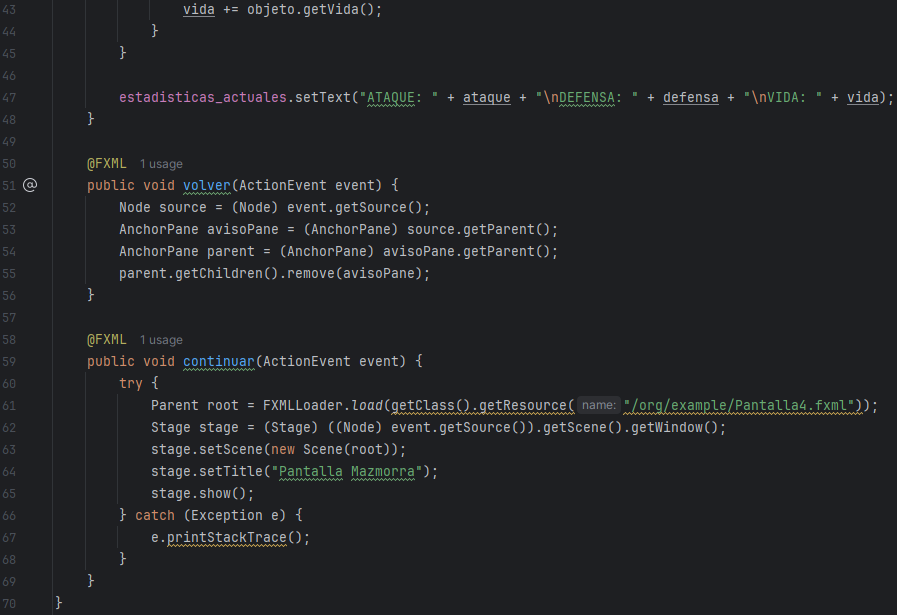 43 vida += objeto.getVida();
44 }
45 }
46
47 estadisticas_actuales.setText("ATAQUE: " + ataque + "\nDEFENSA: " + defensa + "\nVIDA: " + vida);
48 }
49
50 @FXML 1 usage
51 @ public void volver(ActionEvent event) {
52 Node source = (Node) event.getSource();
53 AnchorPane avisoPane = (AnchorPane) source.getParent();
54 AnchorPane parent = (AnchorPane) avisoPane.getParent();
55 parent.getChildren().remove(avisoPane);
56 }
57
58 @FXML 1 usage
59 public void continuar(ActionEvent event) {
60 try {
61 Parent root = FXMLLoader.load(getClass().getResource( name: "/org/example/Pantalla4.fxml"));
62 Stage stage = (Stage) ((Node) event.getSource()).getScene().getWindow();
63 stage.setScene(new Scene(root));
64 stage.setTitle("Pantalla Mazmorra");
65 stage.show();
66 } catch (Exception e) {
67 e.printStackTrace();
68 }
69 }
70 }